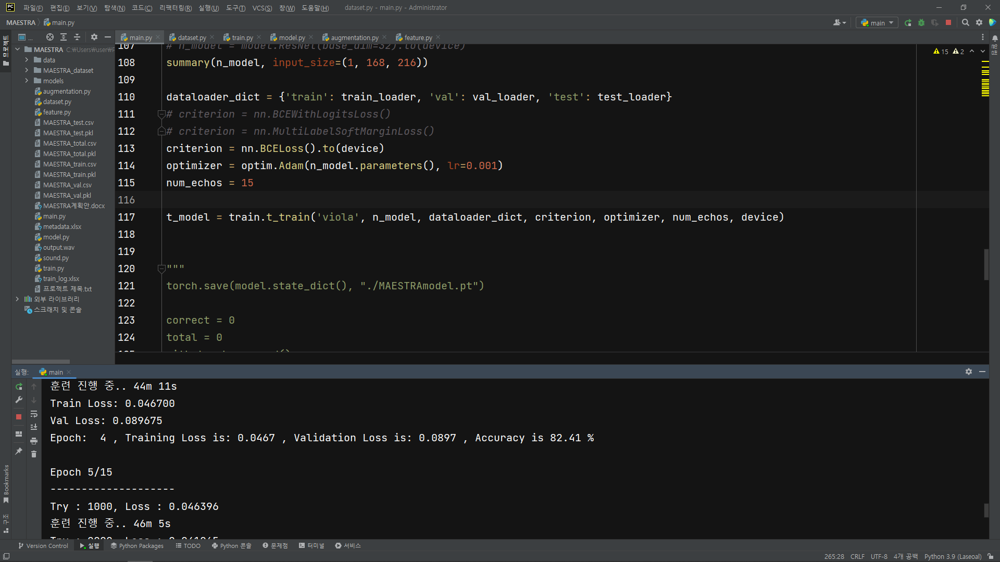 PC 파일(F) 편집(E) 보기(V) 탐색(N) 코드(C) 리팩터링(R) 실행(U) 도구(T) VCS(S) 창(W) 도움말(H) dataset.py - main.py - Administrator
MAESTRA main.py
main
프로젝트
...
main.py dataset.py train.py model.py augmentation.py feature.py
알림
MAESTRA C:₩Users₩user₩P
data
MAESTRA_dataset
models
augmentation.py
dataset.py
feature.py
MAESTRA_test.csv
MAESTRA_test.pkl
MAESTRA_total.csv
MAESTRA_total.pkl
MAESTRA_train.csv
MAESTRA_train.pkl
MAESTRA_val.csv
MAESTRA_val.pkl
MAESTRA계획안.docx
main.py
metadata.xlsx
model.py
output.wav
sound.py
train.py
train_log.xlsx
프로젝트 제목.txt
외부 라이브러리
스크래치 및 콘솔
15 2
107 # n_model = model.ResNet(base_dim=32).to(device)
108 summary(n_model, input_size=(1, 168, 216))
109
110 dataloader_dict = {'train': train_loader, 'val': val_loader, 'test': test_loader}
111 # criterion = nn.BCEWithLogitsLoss()
112 # criterion = nn.MultiLabelSoftMarginLoss()
113 criterion = nn.BCELoss().to(device)
114 optimizer = optim.Adam(n_model.parameters(), lr=0.001)
115 num_echos = 15
116
117 t_model = train.t_train('viola', n_model, dataloader_dict, criterion, optimizer, num_echos, device)
118
119
120 """
121 torch.save(model.state_dict(), "./MAESTRAmodel.pt")
122
123 correct = 0
124 total = 0
실행: main
훈련 진행 중.. 44m 11s
Train Loss: 0.046700
Val Loss: 0.089675
Epoch:  4 , Training Loss is: 0.0467 , Validation Loss is: 0.0897 , Accuracy is 82.41 %
Epoch 5/15
--------------------
Try : 1000, Loss : 0.046396
훈련 진행 중.. 46m 5s
Bookmarks
구조
Version Control 실행 Python Packages TODO Python 콘솔 문제점 터미널 서비스
265:28 CRLF UTF-8 4개 공백 Python 3.9 (Laseoal)